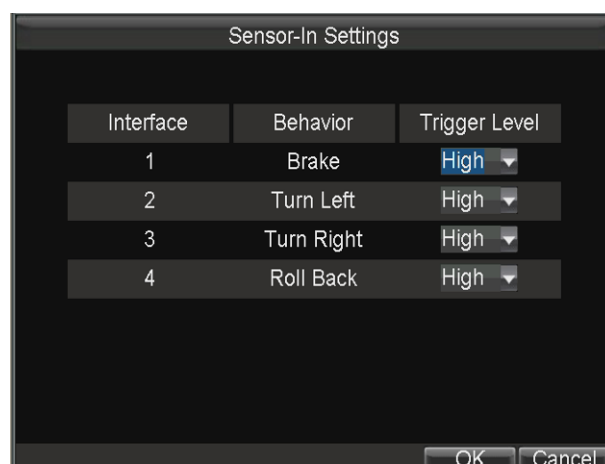 Sensor-In Settings
Interface Behavior Trigger Level
1 Brake High
2 Turn Left High
3 Turn Right High
4 Roll Back High
OK Cancel